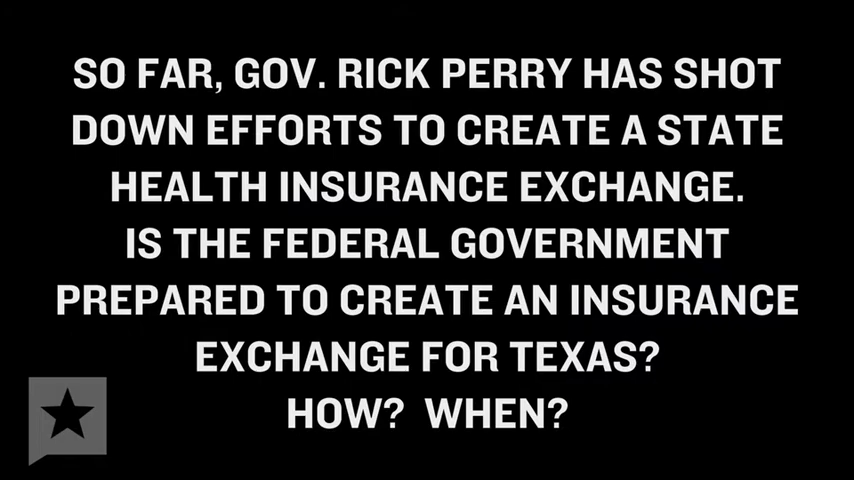 SO FAR, GOV. RICK PERRY HAS SHOT
DOWN EFFORTS TO CREATE A STATE
HEALTH INSURANCE EXCHANGE.
IS THE FEDERAL GOVERNMENT
PREPARED TO CREATE AN INSURANCE
EXCHANGE FOR TEXAS?
HOW? WHEN?